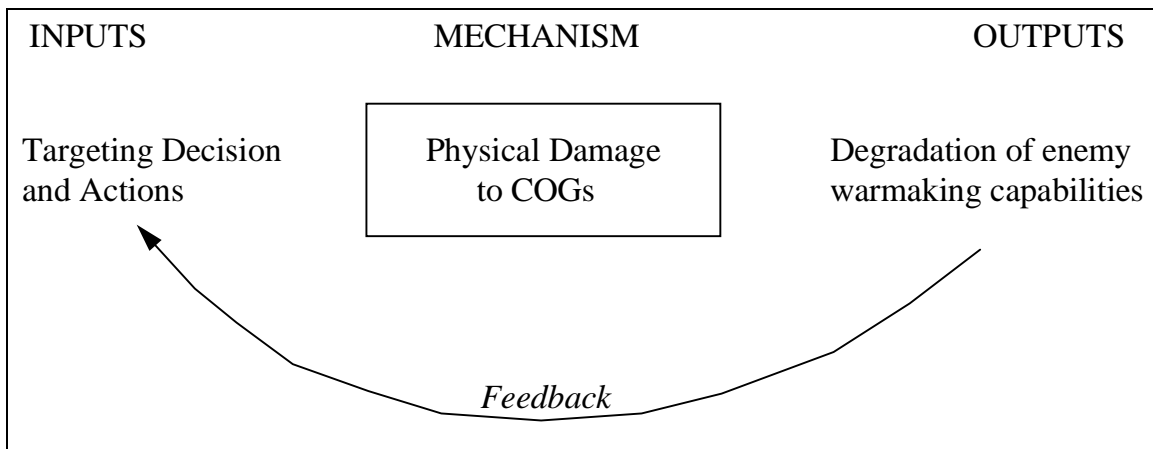 INPUTS MECHANISM OUTPUTS
Targeting Decision
and Actions
Physical Damage
to COGs
Degradation of enemy
warmaking capabilities
Feedback